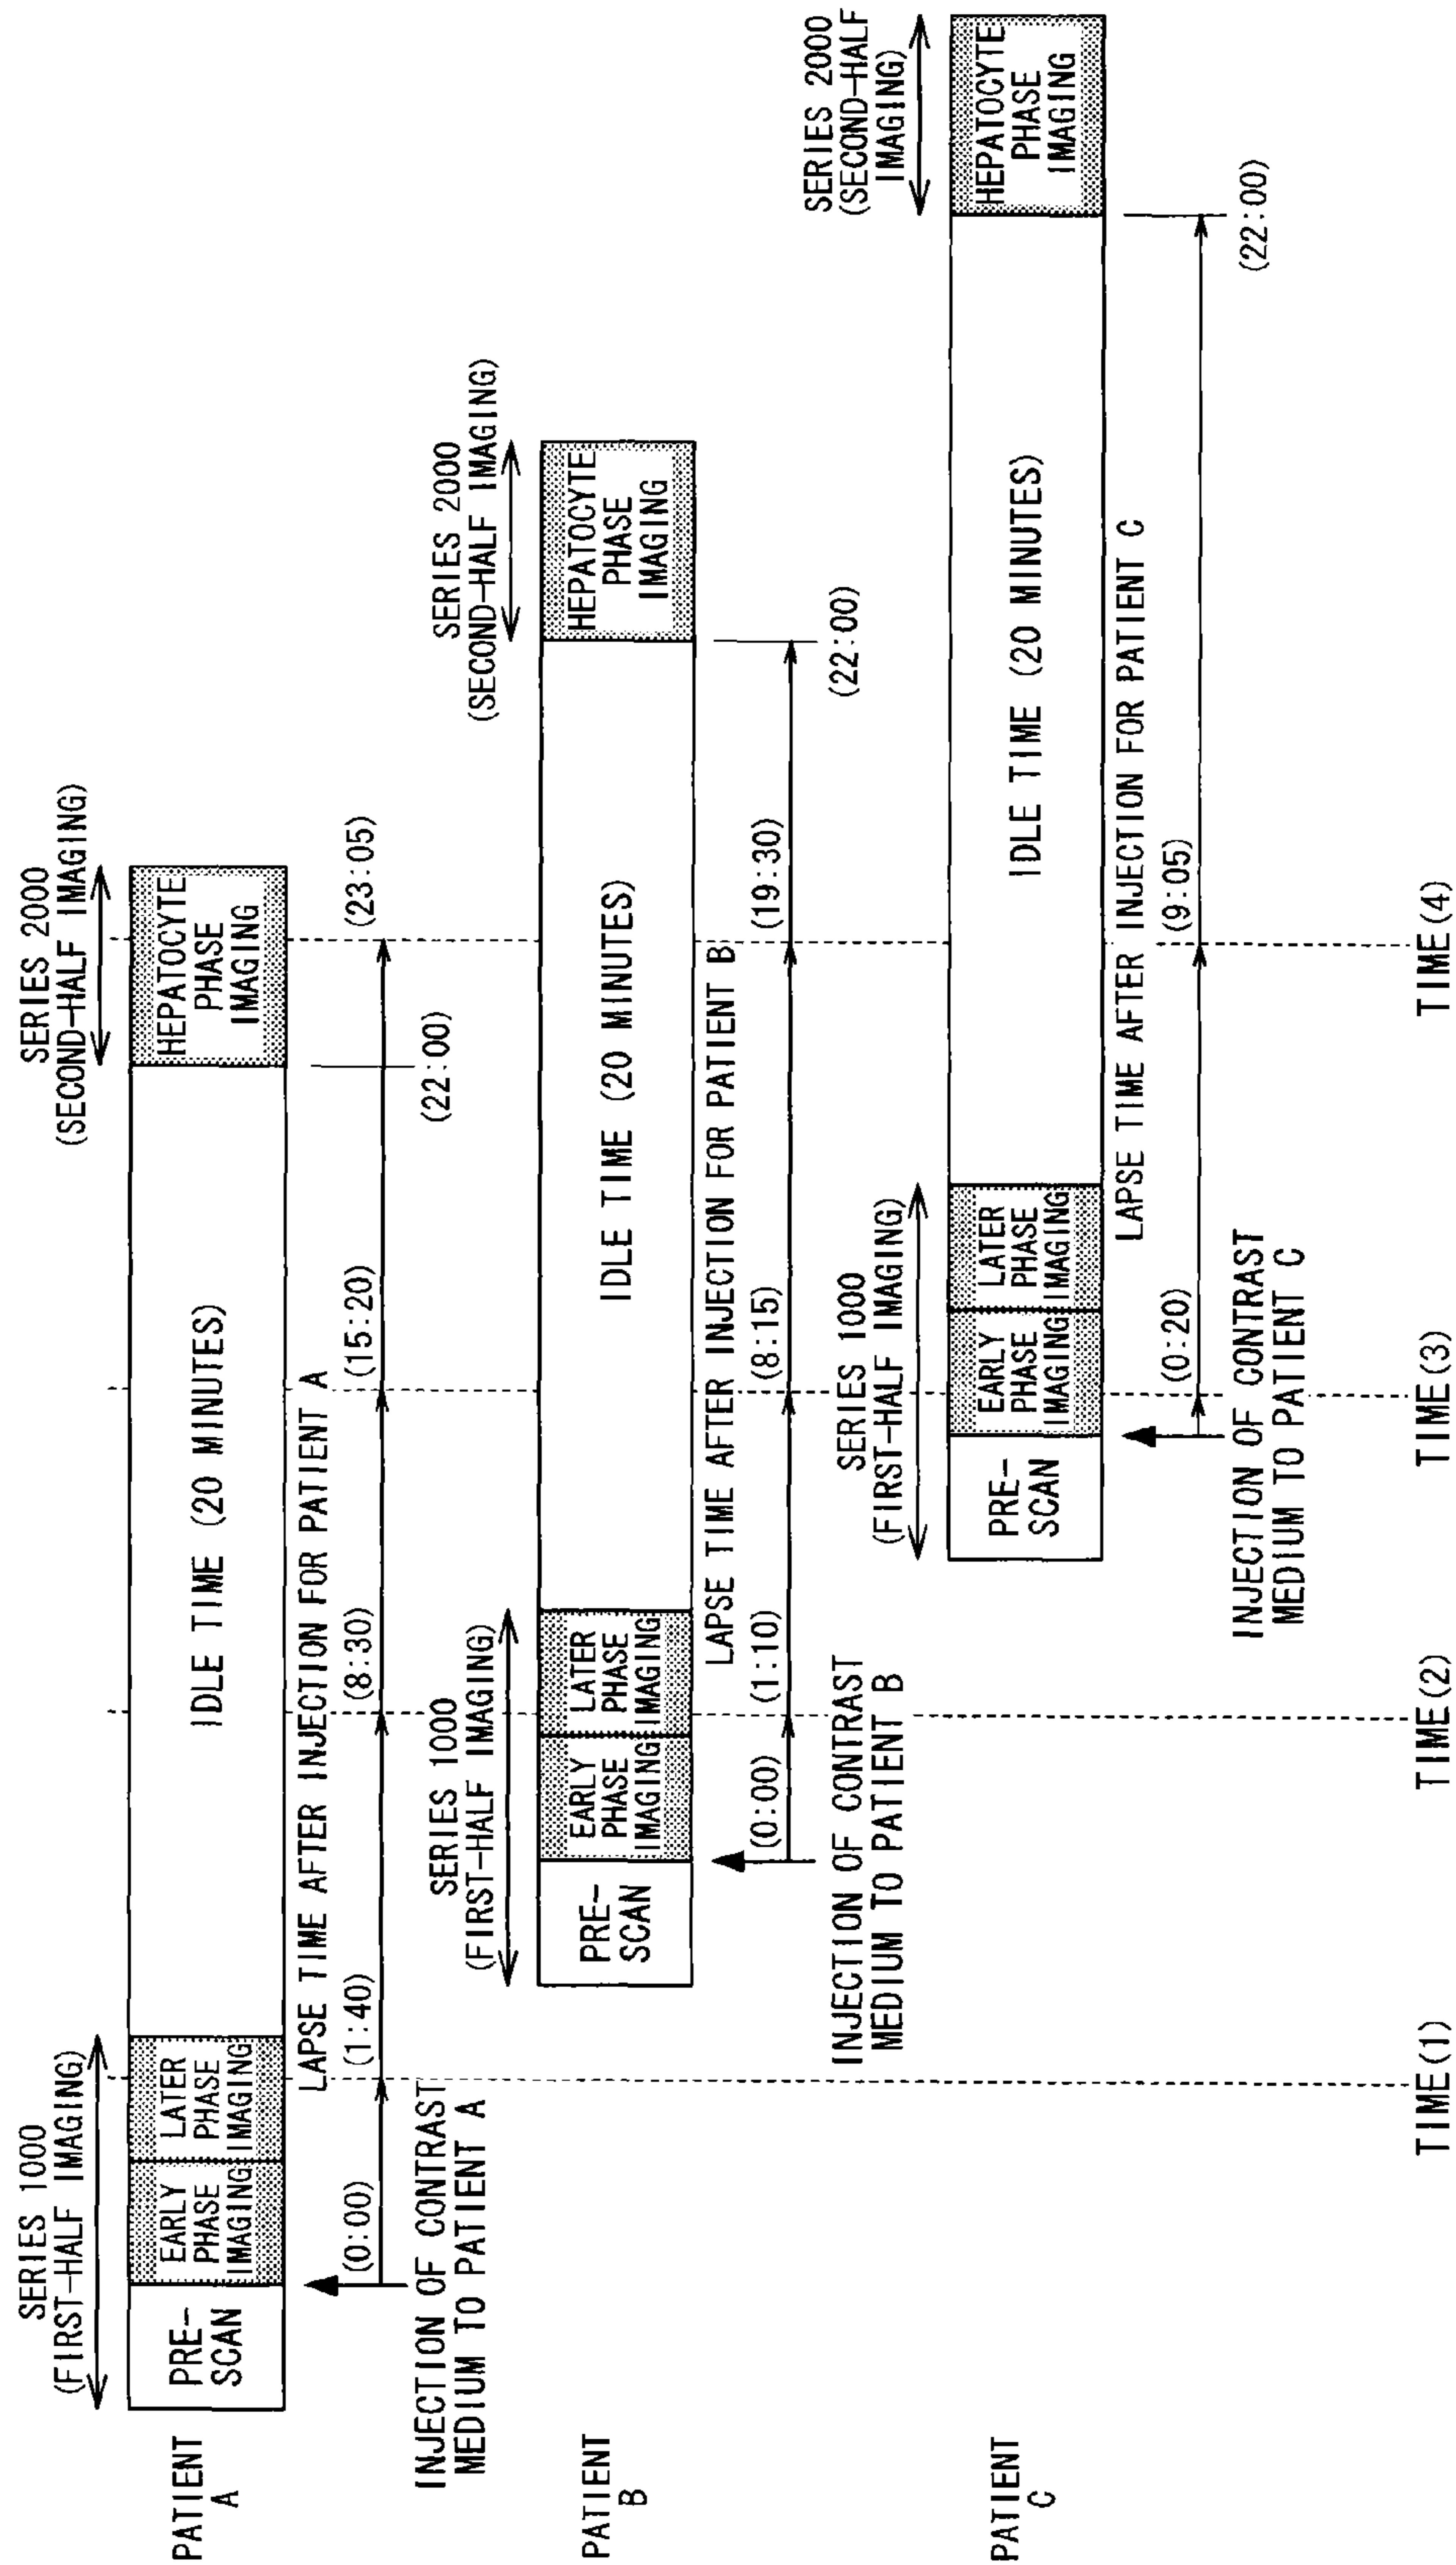 SERIES 1000
(FIRST-HALF IMAGING)
SERIES 2000
(SECOND-HALF IMAGING)
PATIENT
A
PRE-
SCAN
EARLY
PHASE
IMAGING
LATER
PHASE
IMAGING
IDLE TIME (20 MINUTES)
HEPATOCYTE
PHASE
IMAGING
LAPSE TIME AFTER INJECTION FOR PATIENT A
(0:00)
(1:40)
(8:30)
(15:20)
(23:05)
(22:00)
INJECTION OF CONTRAST
MEDIUM TO PATIENT A
SERIES 1000
(FIRST-HALF IMAGING)
SERIES 2000
(SECOND-HALF IMAGING)
PATIENT
B
PRE-
SCAN
EARLY
PHASE
IMAGING
LATER
PHASE
IMAGING
IDLE TIME (20 MINUTES)
HEPATOCYTE
PHASE
IMAGING
LAPSE TIME AFTER INJECTION FOR PATIENT B
(0:00)
(1:10)
(8:15)
(19:30)
(22:00)
INJECTION OF CONTRAST
MEDIUM TO PATIENT B
SERIES 1000
(FIRST-HALF IMAGING)
SERIES 2000
(SECOND-HALF
IMAGING)
PATIENT
C
PRE-
SCAN
EARLY
PHASE
IMAGING
LATER
PHASE
IMAGING
IDLE TIME (20 MINUTES)
HEPATOCYTE
PHASE
IMAGING
LAPSE TIME AFTER INJECTION FOR PATIENT C
(0:20)
(9:05)
(22:00)
INJECTION OF CONTRAST
MEDIUM TO PATIENT C
TIME(1)
TIME(2)
TIME(3)
TIME(4)